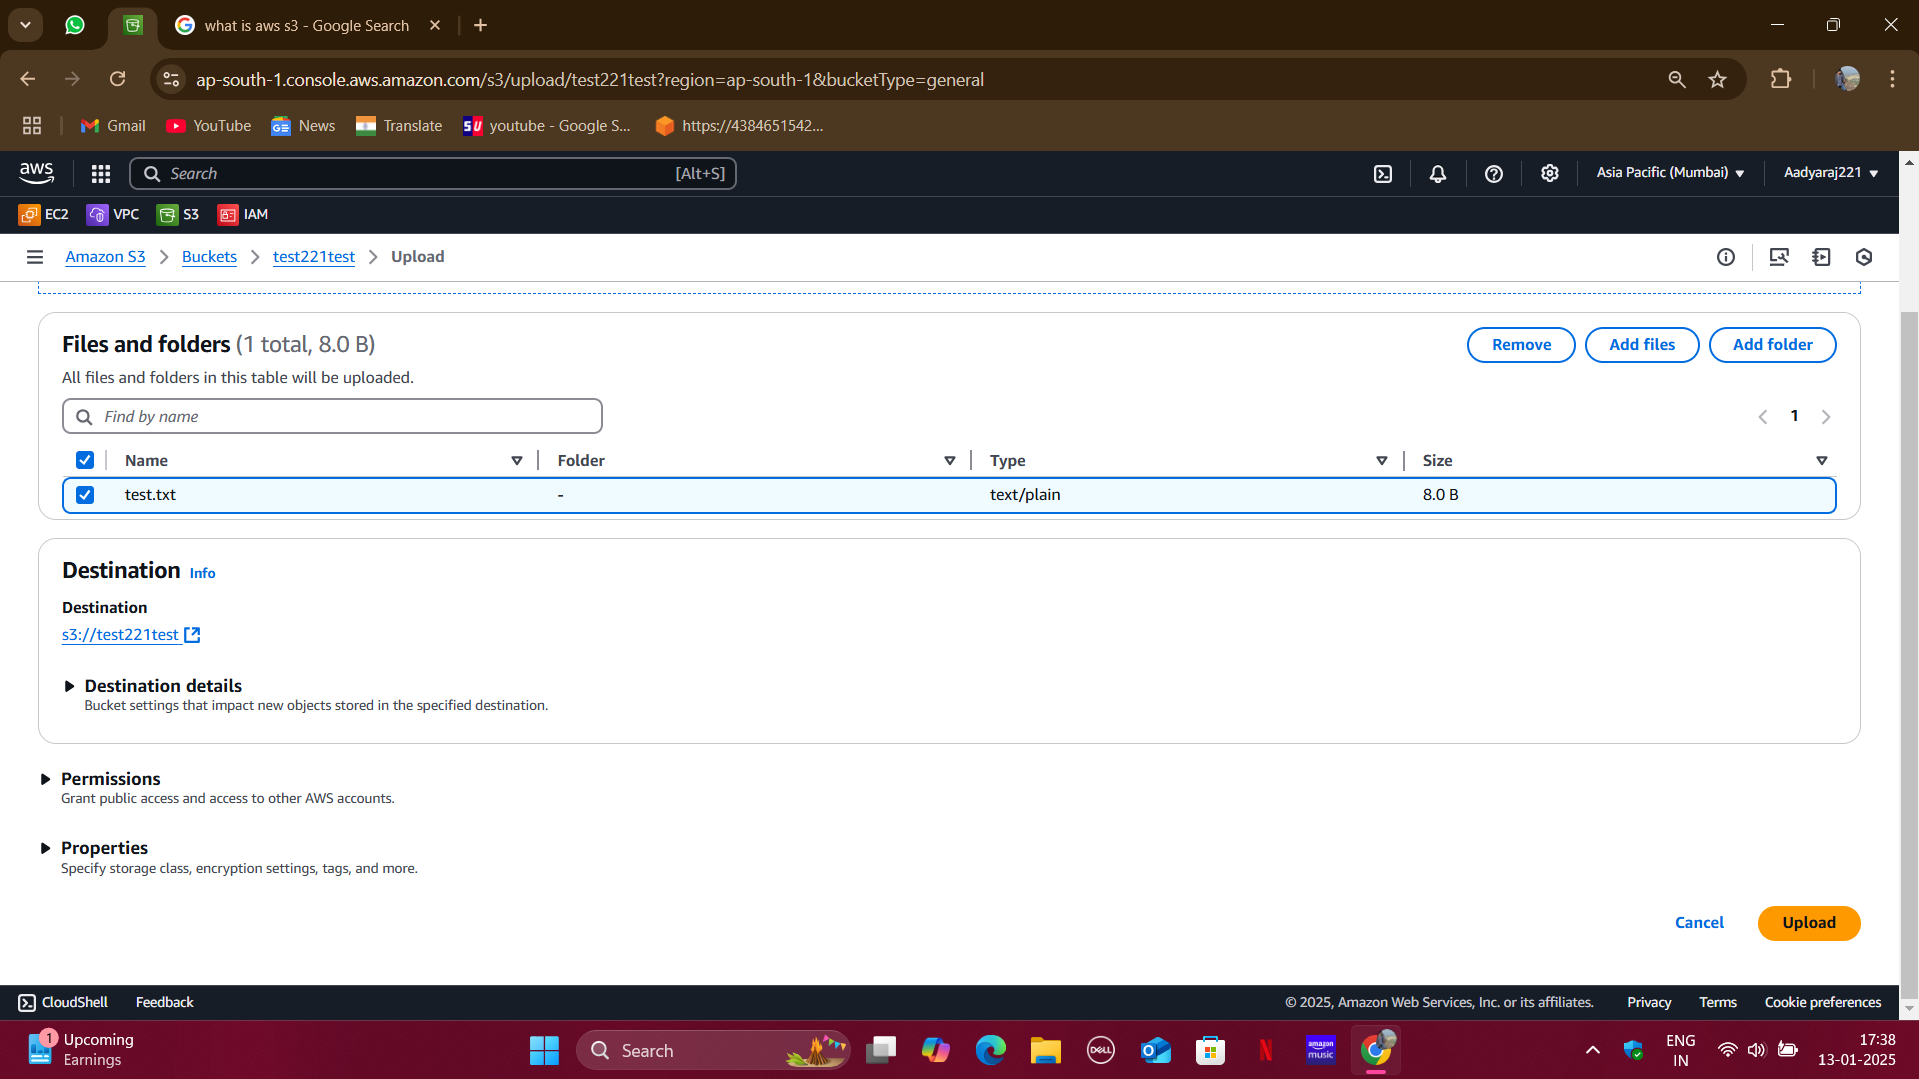 what is aws s3 - Google Search
ap-south-1.console.aws.amazon.com/s3/upload/test221test?region=ap-south-1&bucketType=general
Gmail YouTube News Translate youtube - Google S... https://4384651542...
aws Search [Alt+S] Asia Pacific (Mumbai) Aadyaraj221
EC2 VPC S3 IAM
Amazon S3 Buckets test221test Upload
Files and folders (1 total, 8.0 B) Remove Add files Add folder
All files and folders in this table will be uploaded.
Find by name 1
Name Folder Type Size
test.txt - text/plain 8.0 B
Destination Info
Destination
s3://test221test
Destination details
Bucket settings that impact new objects stored in the specified destination.
Permissions
Grant public access and access to other AWS accounts.
Properties
Specify storage class, encryption settings, tags, and more.
Cancel Upload
CloudShell Feedback © 2025, Amazon Web Services, Inc. or its affiliates. Privacy Terms Cookie preferences
1 Upcoming
Earnings
Search
DELL
amazon
music
ENG
IN
17:38
13-01-2025